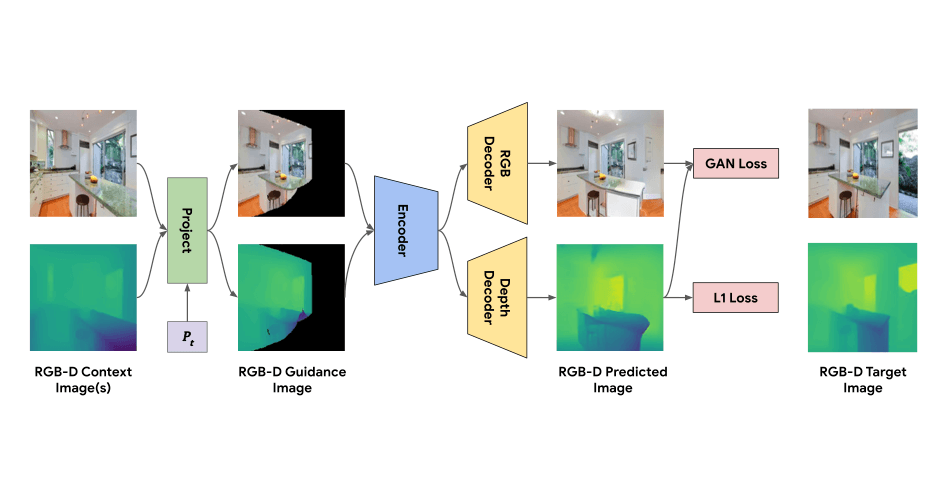 Project
P_t
Encoder
RGB
Decoder
Depth
Decoder
GAN Loss
L1 Loss
RGB-D Context
Image(s)
RGB-D Guidance
Image
RGB-D Predicted
Image
RGB-D Target
Image